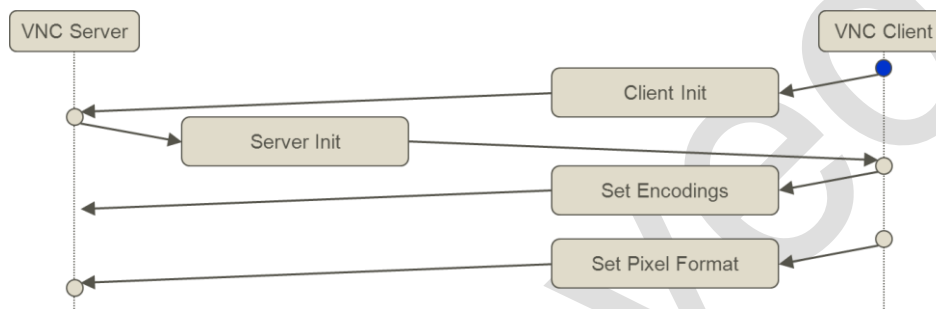 VNC Server
VNC Client
Client Init
Server Init
Set Encodings
Set Pixel Format